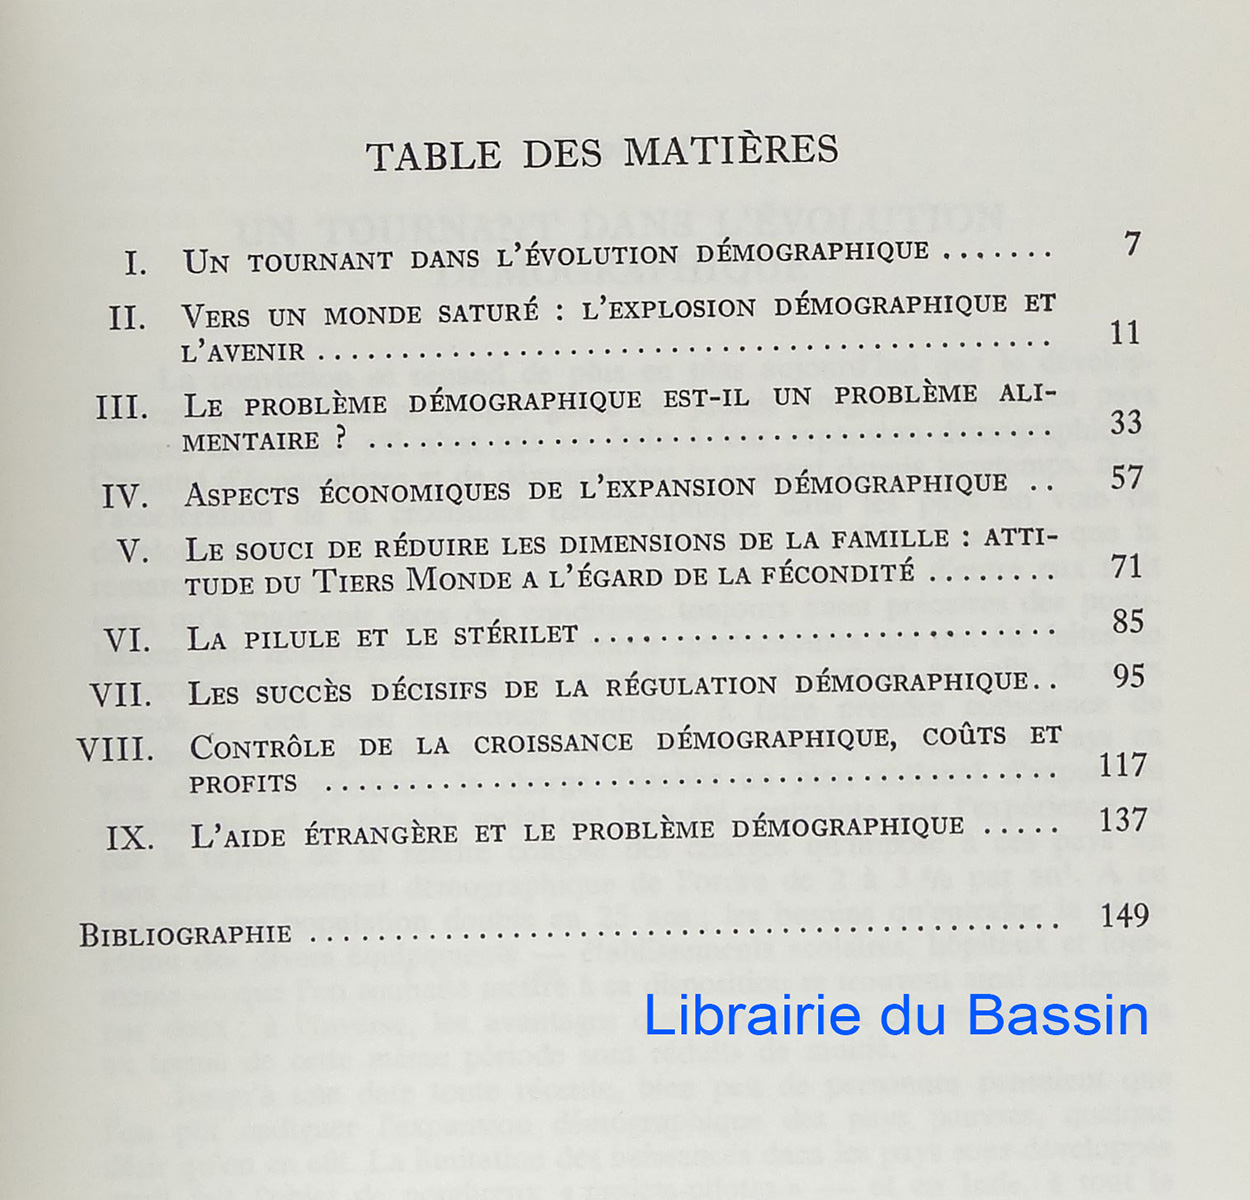 TABLE DES MATIÈRES
I. UN TOURNANT DANS L'ÉVOLUTION DÉMOGRAPHIQUE ....... 7
II. VERS UN MONDE SATURÉ : L'EXPLOSION DÉMOGRAPHIQUE ET
L'AVENIR ................................. 11
III. LE PROBLÈME DÉMOGRAPHIQUE EST-IL UN PROBLÈME ALI-
MENTAIRE ? ............................... 33
IV. ASPECTS ÉCONOMIQUES DE L'EXPANSION DÉMOGRAPHIQUE .. 57
V. LE SOUCI DE RÉDUIRE LES DIMENSIONS DE LA FAMILLE : ATTI-
TUDE DU TIERS MONDE A L'ÉGARD DE LA FÉCONDITÉ ........ 71
VI. LA PILULE ET LE STÉRILET ..................... 85
VII. LES SUCCÈS DÉCISIFS DE LA RÉGULATION DÉMOGRAPHIQUE.. 95
VIII. CONTRÔLE DE LA CROISSANCE DÉMOGRAPHIQUE, COÛTS ET
PROFITS ................................. 117
IX. L'AIDE ÉTRANGÈRE ET LE PROBLÈME DÉMOGRAPHIQUE ..... 137
BIBLIOGRAPHIE .................................. 149
Librairie du Bassin